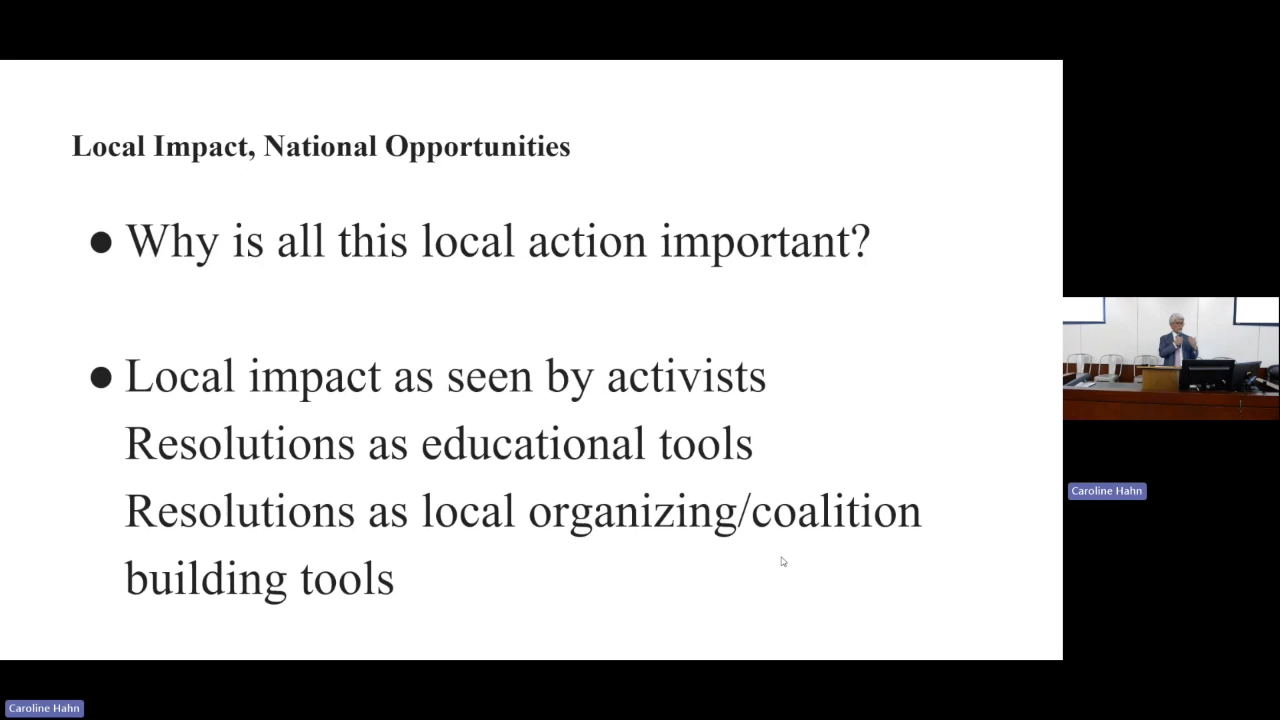 Local Impact, National Opportunities
● Why is all this local action important?
● Local impact as seen by activists
Resolutions as educational tools
Resolutions as local organizing/coalition
building tools
Caroline Hahn
Caroline Hahn